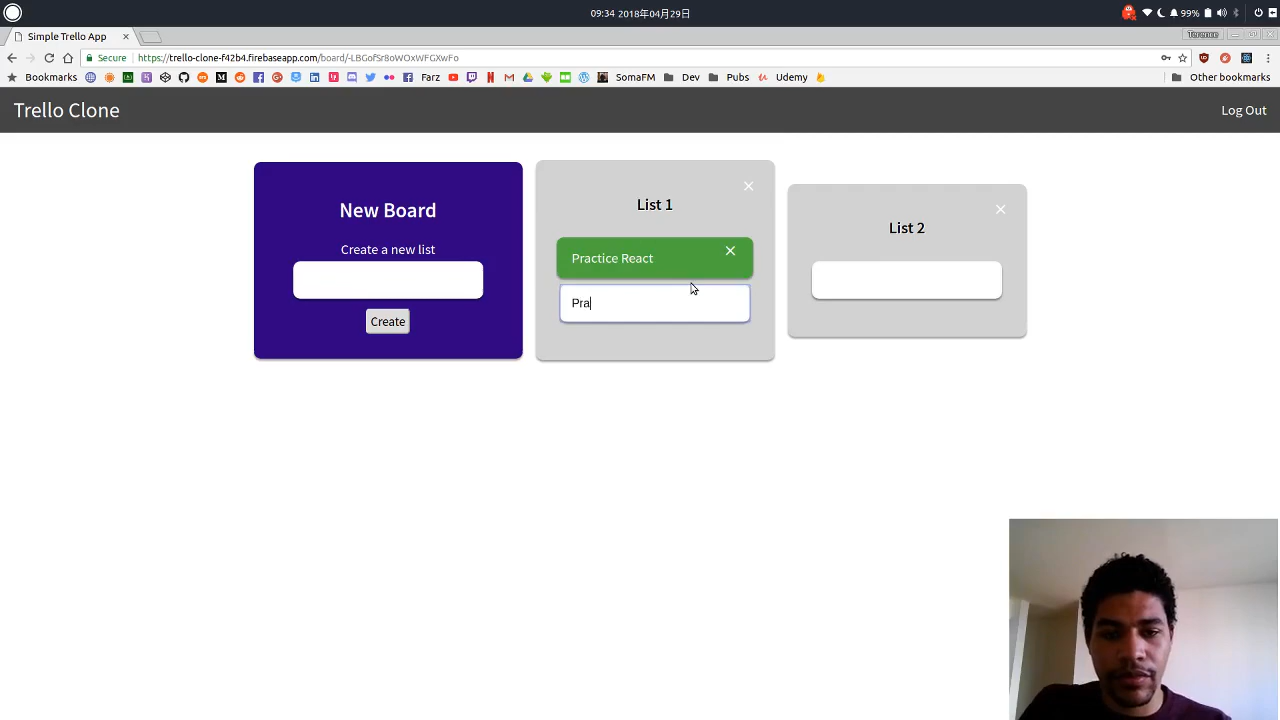 09:34 2018年04月29日
99%
Simple Trello App
Terence
Secure
https://trello-clone-f42b4.firebaseapp.com/board/-LBGofSr8oWOxWFGXwFo
Bookmarks
Farz
SomaFM
Dev
Pubs
Udemy
Other bookmarks
Trello Clone
Log Out
New Board
Create a new list
Create
List 1
Practice React
Pra
List 2